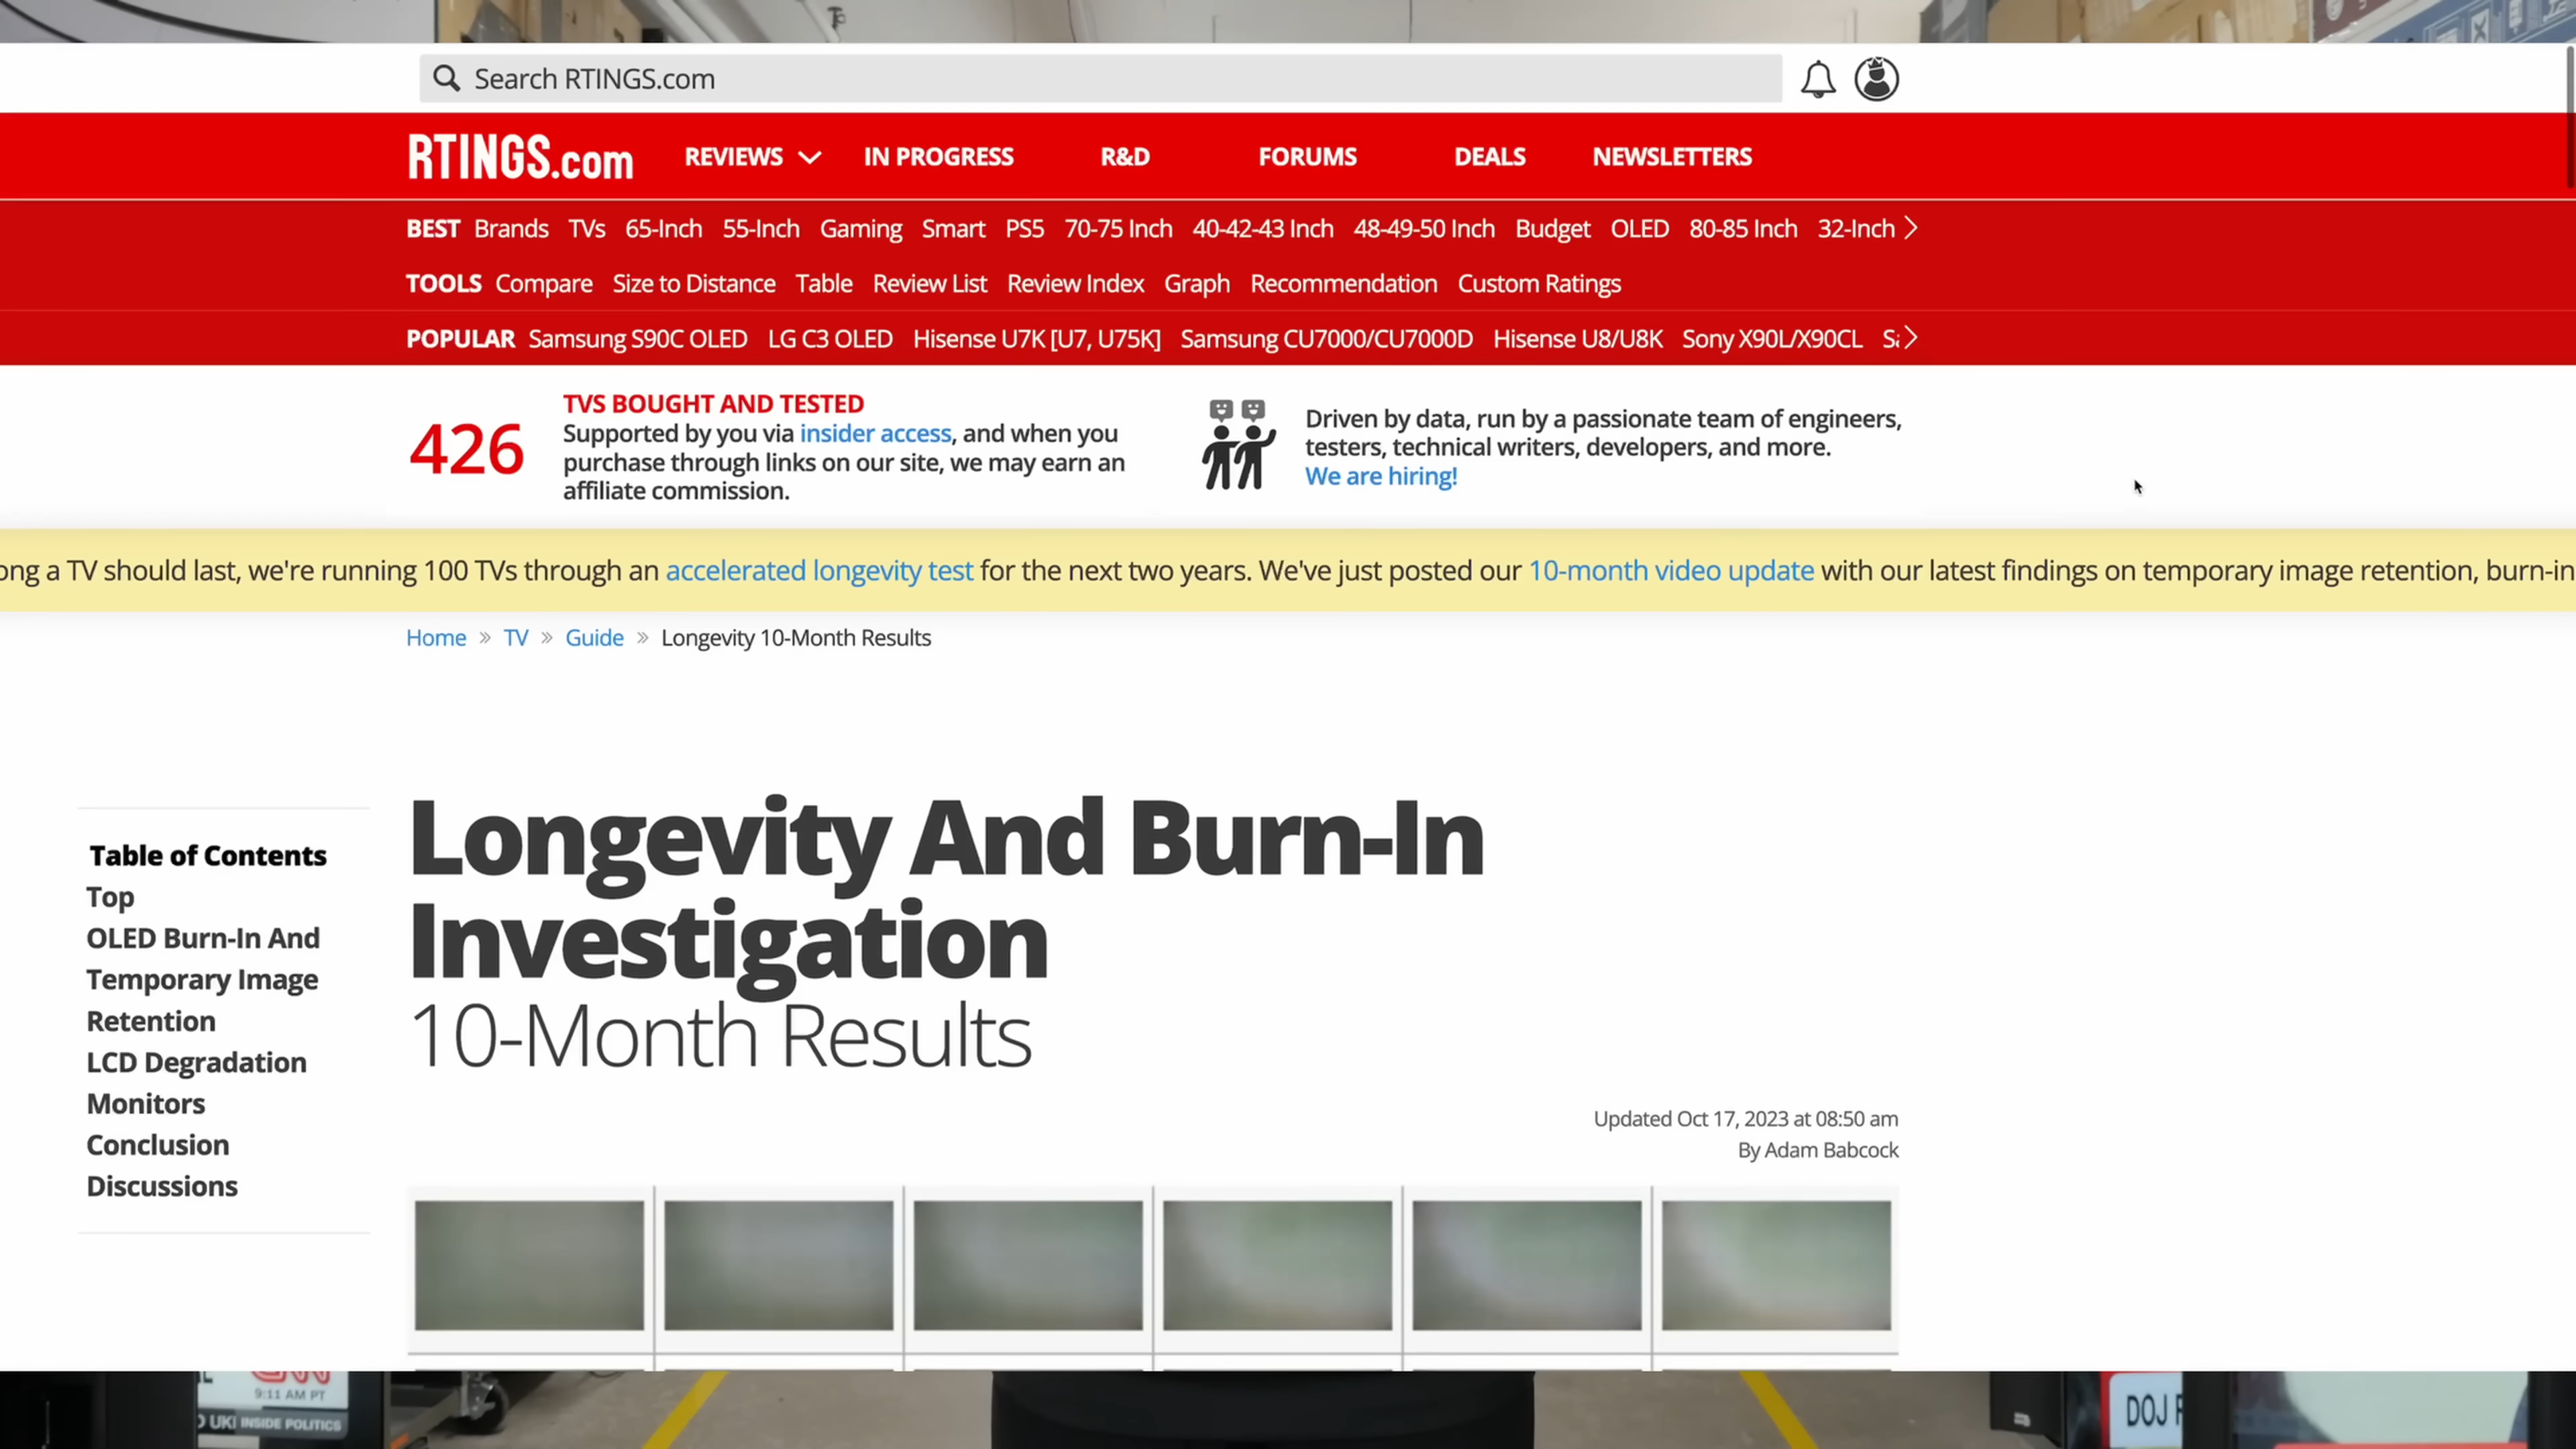 Search RTINGS.com
RTINGS.com REVIEWS IN PROGRESS R&D FORUMS DEALS NEWSLETTERS
BEST Brands TVs 65-Inch 55-Inch Gaming Smart PS5 70-75 Inch 40-42-43 Inch 48-49-50 Inch Budget OLED 80-85 Inch 32-Inch
TOOLS Compare Size to Distance Table Review List Review Index Graph Recommendation Custom Ratings
POPULAR Samsung S90C OLED LG C3 OLED Hisense U7K [U7, U75K] Samsung CU7000/CU7000D Hisense U8/U8K Sony X90L/X90CL
426
TVS BOUGHT AND TESTED
Supported by you via insider access, and when you
purchase through links on our site, we may earn an
affiliate commission.
Driven by data, run by a passionate team of engineers,
testers, technical writers, developers, and more.
We are hiring!
ong a TV should last, we're running 100 TVs through an accelerated longevity test for the next two years. We've just posted our 10-month video update with our latest findings on temporary image retention, burn-in
Home » TV » Guide » Longevity 10-Month Results
Table of Contents
Top
OLED Burn-In And
Temporary Image
Retention
LCD Degradation
Monitors
Conclusion
Discussions
Longevity And Burn-In
Investigation
10-Month Results
Updated Oct 17, 2023 at 08:50 am
By Adam Babcock
CNN
9:11 AM PT
UK INSIDE POLITICS
DOJ